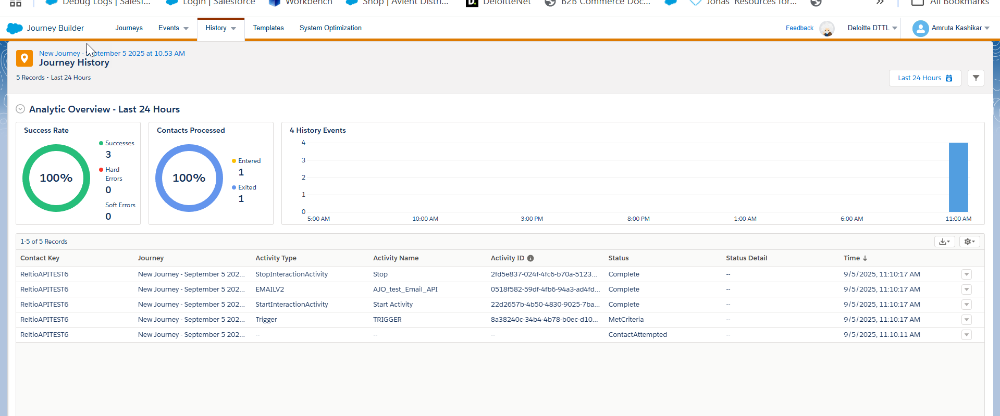 Debug Logs | Salesf... Login | Salesforce Workbench Shop | Avient Distri... D. DeloitteNet B2B Commerce Doc... Jonas' Resources for... » All Bookmarks
Journey Builder Journeys Events History Templates System Optimization Feedback Deloitte DTTL Amruta Kashikar
New Journey - September 5 2025 at 10.53 AM
Journey History
5 Records • Last 24 Hours
Last 24 Hours
Analytic Overview - Last 24 Hours
Success Rate
100%
Successes
3
Hard
Errors
0
Soft Errors
0
Contacts Processed
100%
Entered
1
Exited
1
4 History Events
4
3
2
1
0
5:00 AM 10:00 AM 3:00 PM 8:00 PM 1:00 AM 6:00 AM 11:00 AM
1-5 of 5 Records
Contact Key Journey Activity Type Activity Name Activity ID Status Status Detail Time ↓
ReltioAPITEST6 New Journey - September 5 202... StopInteractionActivity Stop 2fd5e837-024f-4fc6-b70a-5123... Complete -- 9/5/2025, 11:10:17 AM
ReltioAPITEST6 New Journey - September 5 202... EMAILV2 AJO_test_Email_API 0518f582-59df-4fb6-94a3-ad4fd... Complete -- 9/5/2025, 11:10:17 AM
ReltioAPITEST6 New Journey - September 5 202... StartInteractionActivity Start Activity 22d2657b-4b50-4830-9025-7ba... Complete -- 9/5/2025, 11:10:17 AM
ReltioAPITEST6 New Journey - September 5 202... Trigger TRIGGER 8a38240c-34b4-4b78-b0ec-d10... MetCriteria -- 9/5/2025, 11:10:17 AM
ReltioAPITEST6 New Journey - September 5 202... -- -- -- ContactAttempted -- 9/5/2025, 11:10:11 AM